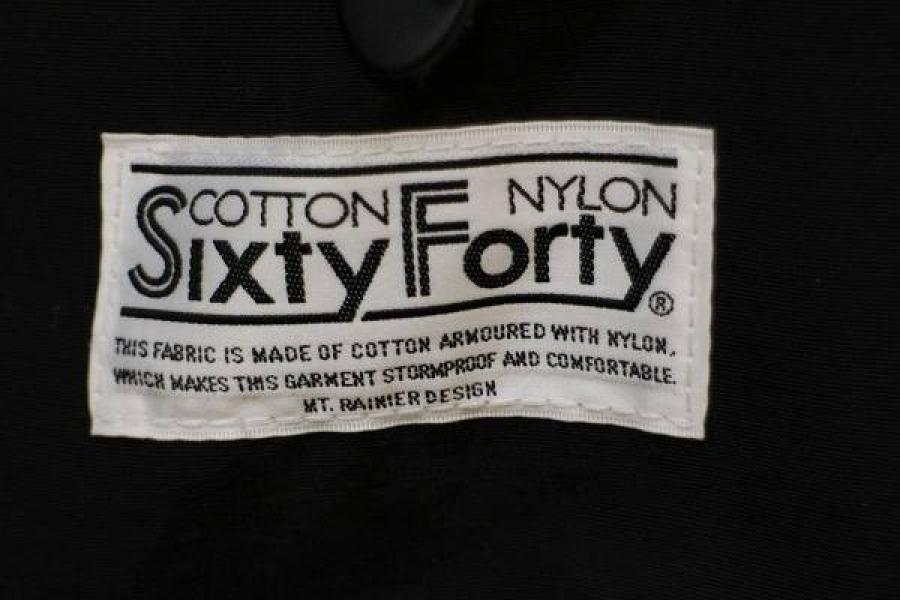 COTTON NYLON
Sixty Forty ®
THIS FABRIC IS MADE OF COTTON ARMOURED WITH NYLON,
WHICH MAKES THIS GARMENT STORMPROOF AND COMFORTABLE.
MT. RAINIER DESIGN